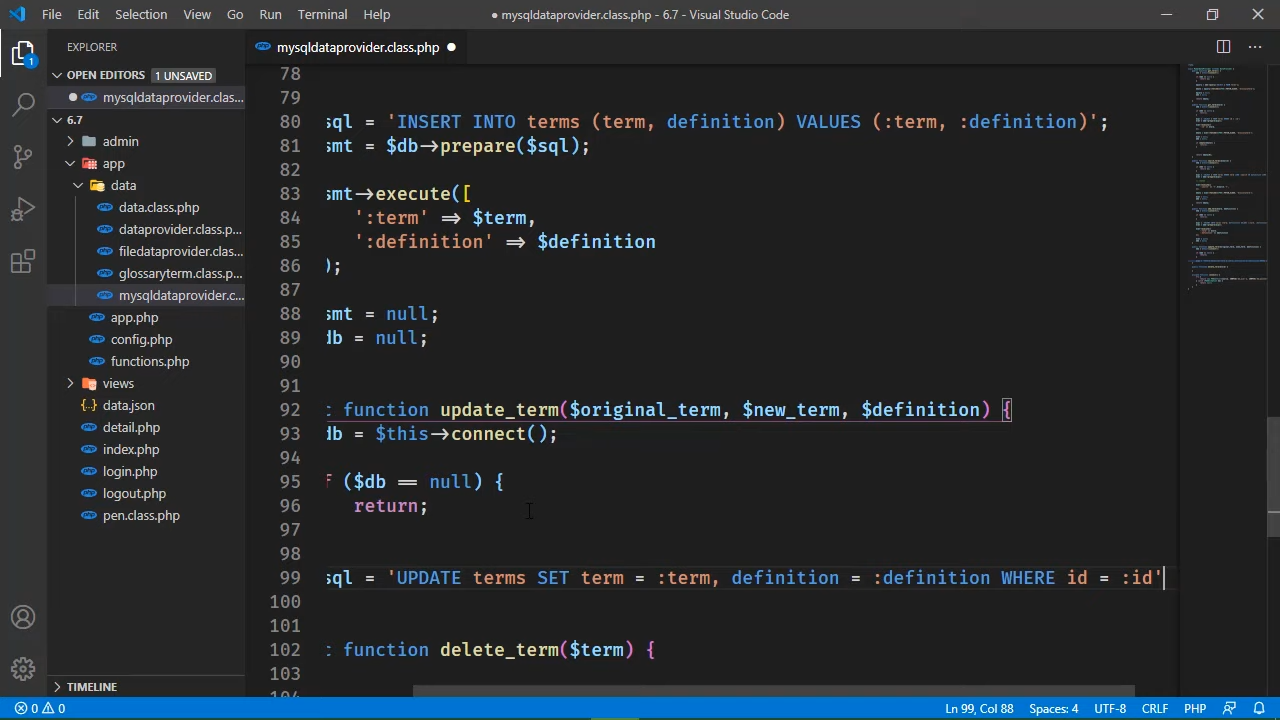 File Edit Selection View Go Run Terminal Help
● mysqldataprovider.class.php - 6.7 - Visual Studio Code
EXPLORER
OPEN EDITORS 1 UNSAVED
mysqldataprovider.clas...
6.7
admin
app
data
data.class.php
dataprovider.class.p...
filedataprovider.class...
glossaryterm.class.p...
mysqldataprovider.c...
app.php
config.php
functions.php
views
data.json
detail.php
index.php
login.php
logout.php
pen.class.php
TIMELINE
mysqldataprovider.class.php
78
79
80 sql = 'INSERT INTO terms (term, definition) VALUES (:term, :definition)';
81 smt = $db->prepare($sql);
82
83 smt->execute([
84 ':term' => $term,
85 ':definition' => $definition
86 );
87
88 smt = null;
89 db = null;
90
91
92 c function update_term($original_term, $new_term, $definition) {
93 db = $this->connect();
94
95 f ($db == null) {
96 return;
97
98
99 sql = 'UPDATE terms SET term = :term, definition = :definition WHERE id = :id'
100
101
102 c function delete_term($term) {
103
104
0 0 Ln 99, Col 88 Spaces: 4 UTF-8 CRLF PHP